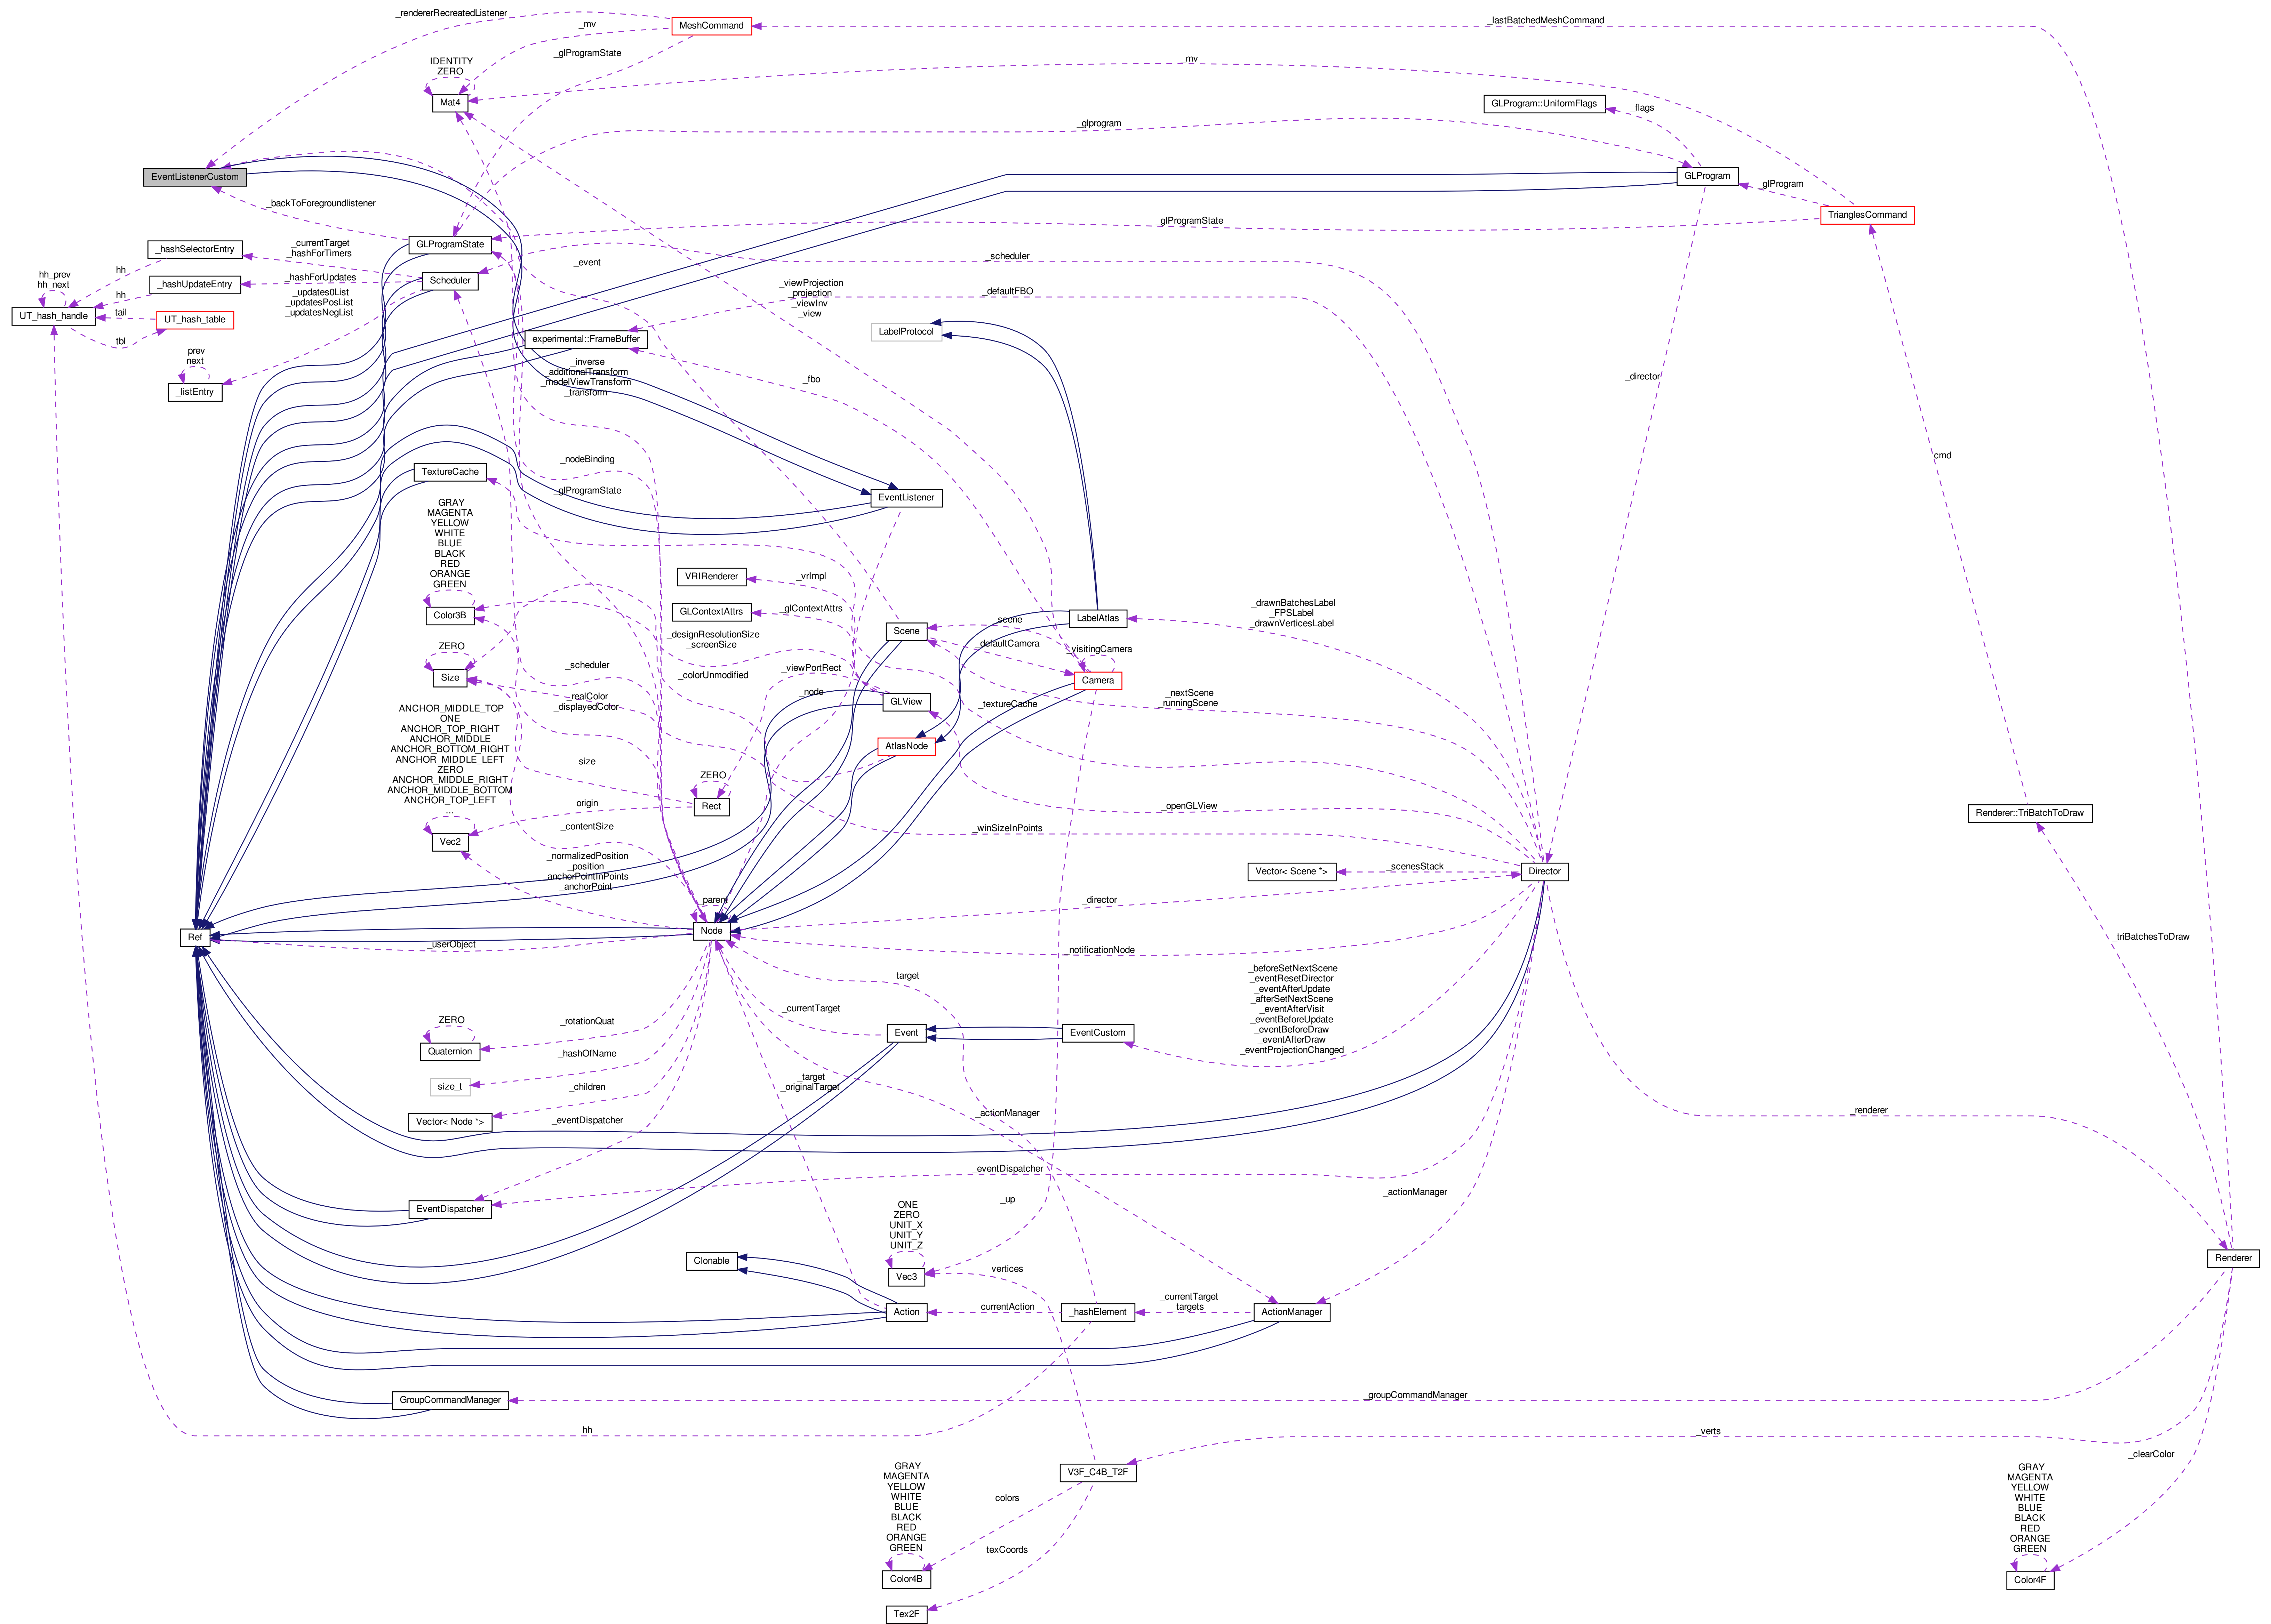 _rendererRecreatedListener
MeshCommand
_lastBatchedMeshCommand
_mv
_glProgramState
IDENTITY
ZERO
_mv
Mat4
GLProgram::UniformFlags
_flags
_glprogram
EventListenerCustom
GLProgram
_glProgram
_backToForegroundlistener
TrianglesCommand
_glProgramState
_currentTarget
_hashForTimers
_hashSelectorEntry
GLProgramState
_event
_scheduler
hh
hh_prev
hh_next
_hashForUpdates
Scheduler
_hashUpdateEntry
_viewProjection
_projection
_viewInv
_view
_defaultFBO
hh
_updates0List
_updatesPosList
_updatesNegList
UT_hash_handle
tail
UT_hash_table
LabelProtocol
tbl
experimental::FrameBuffer
prev
next
_inverse
_additionalTransform
_modelViewTransform
_transform
_fbo
_director
_listEntry
cmd
_nodeBinding
TextureCache
_glProgramState
EventListener
GRAY
MAGENTA
YELLOW
WHITE
BLUE
BLACK
RED
ORANGE
GREEN
VRIRenderer
_vrImpl
Color3B
GLContextAttrs
_glContextAttrs
_drawnBatchesLabel
_FPSLabel
_drawnVerticesLabel
LabelAtlas
_designResolutionSize
_screenSize
Scene
_scene
ZERO
_defaultCamera
_visitingCamera
Size
_scheduler
_viewPortRect
_colorUnmodified
Camera
_realColor
_displayedColor
_node
GLView
_textureCache
_nextScene
_runningScene
ANCHOR_MIDDLE_TOP
ONE
ANCHOR_TOP_RIGHT
ANCHOR_MIDDLE
ANCHOR_BOTTOM_RIGHT
ANCHOR_MIDDLE_LEFT
ZERO
ANCHOR_MIDDLE_RIGHT
ANCHOR_MIDDLE_BOTTOM
ANCHOR_TOP_LEFT
...
AtlasNode
size
ZERO
origin
Rect
_openGLView
Renderer::TriBatchToDraw
_contentSize
_winSizeInPoints
Vec2
_normalizedPosition
_position
_anchorPointInPoints
_anchorPoint
Vector< Scene *>
_scenesStack
Director
_parent
_director
Ref
_userObject
Node
_notificationNode
_triBatchesToDraw
target
_beforeSetNextScene
_eventResetDirector
_eventAfterUpdate
_afterSetNextScene
_eventAfterVisit
_eventBeforeUpdate
_eventBeforeDraw
_eventAfterDraw
_eventProjectionChanged
_currentTarget
ZERO
_rotationQuat
Event
EventCustom
Quaternion
_hashOfName
size_t
_children
_target
_originalTarget
_actionManager
_renderer
Vector< Node *>
_eventDispatcher
_eventDispatcher
_actionManager
EventDispatcher
_up
ONE
ZERO
UNIT_X
UNIT_Y
UNIT_Z
Clonable
Vec3
vertices
Renderer
Action
currentAction
_hashElement
_currentTarget
_targets
ActionManager
GroupCommandManager
_groupCommandManager
hh
_verts
_clearColor
V3F_C4B_T2F
GRAY
MAGENTA
YELLOW
WHITE
BLUE
BLACK
RED
ORANGE
GREEN
colors
GRAY
MAGENTA
YELLOW
WHITE
BLUE
BLACK
RED
ORANGE
GREEN
texCoords
Color4B
Color4F
Tex2F